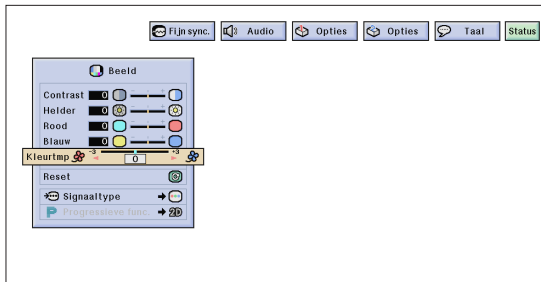 Fijn sync. Audio Opties Opties Taal Status
Beeld
Contrast 0 - +
Helder 0 - +
Rood 0 - +
Blauw 0 - +
Kleurtmp -3 +3
0
Reset
Signaaltype
P Progressieve func. 2D